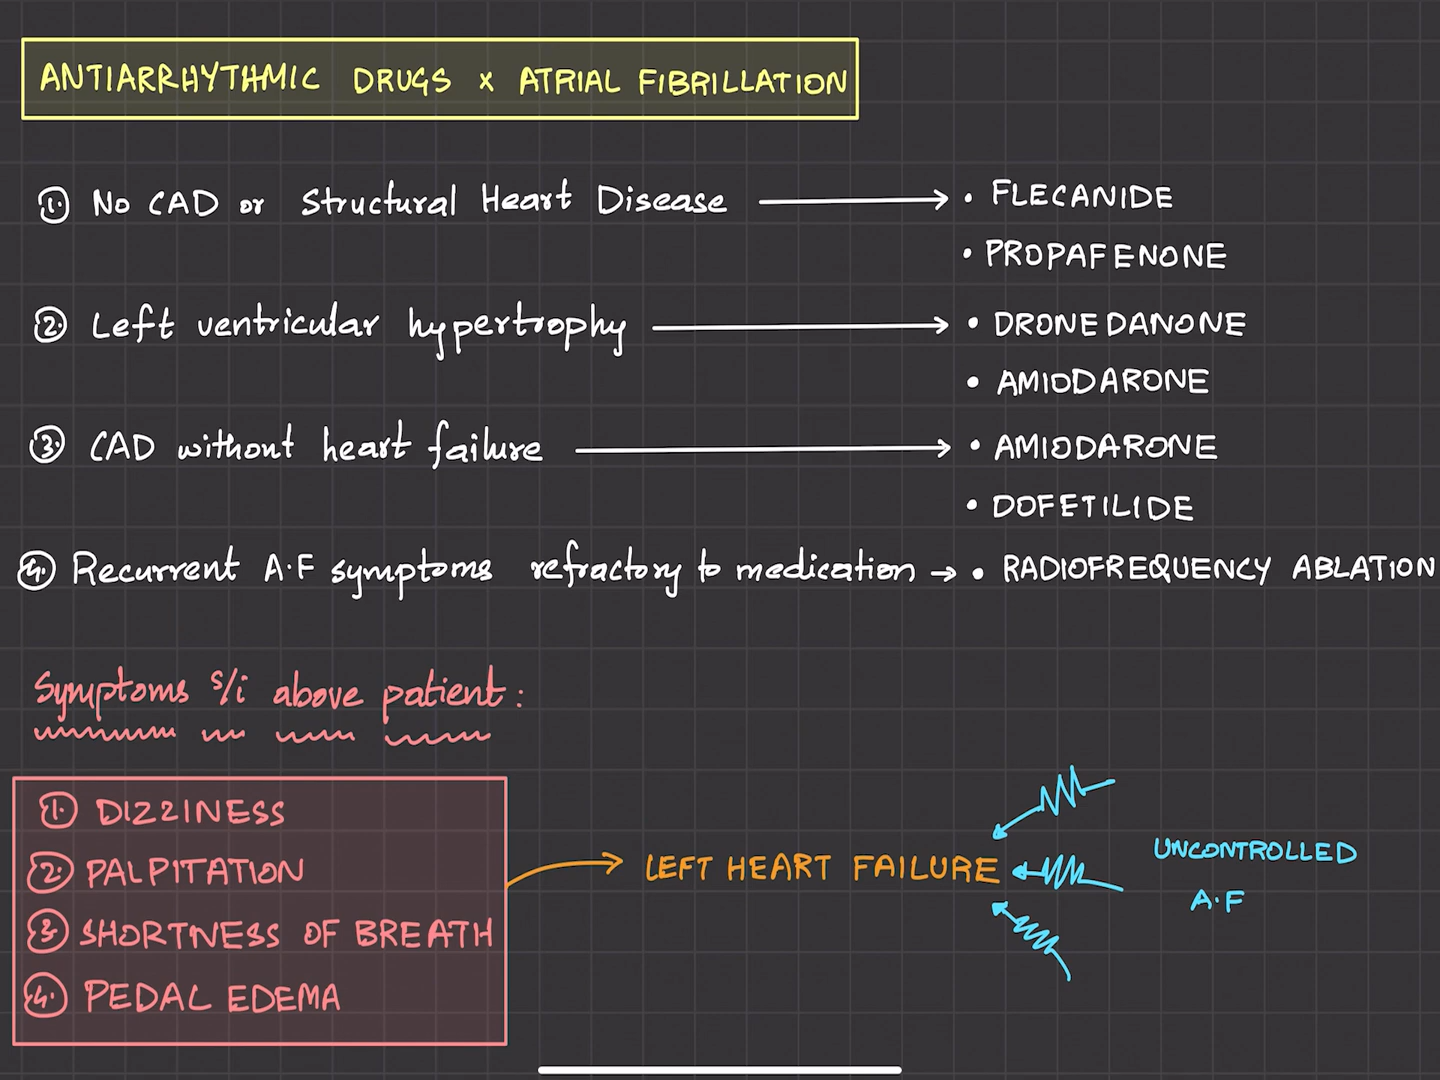 ANTIARRHYTHMIC DRUGS x ATRIAL FIBRILLATION
1. No CAD or Structural Heart Disease → • FLECANIDE
• PROPAFENONE
2. Left ventricular hypertrophy → • DRONEDANONE
• AMIODARONE
3. CAD without heart failure → • AMIODARONE
• DOFETILIDE
4. Recurrent A.F symptoms refractory to medication → • RADIOFREQUENCY ABLATION
Symptoms s/i above patient:
1. DIZZINESS
2. PALPITATION
3. SHORTNESS OF BREATH
4. PEDAL EDEMA
LEFT HEART FAILURE
UNCONTROLLED
A.F